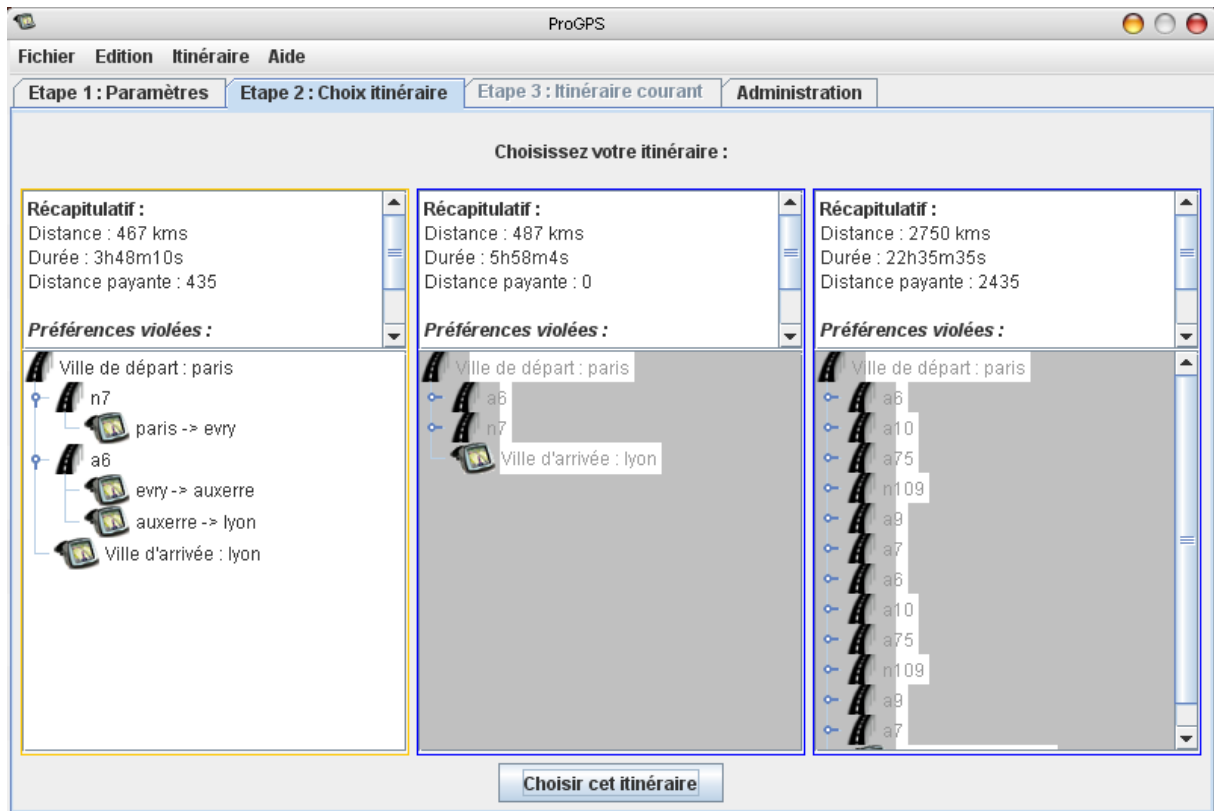 ProGPS
Fichier Edition Itinéraire Aide
Etape 1 : Paramètres Etape 2 : Choix itinéraire Etape 3 : Itinéraire courant Administration
Choisissez votre itinéraire :
Récapitulatif :
Distance : 467 kms
Durée : 3h48m10s
Distance payante : 435
Préférences violées :
Ville de départ : paris
n7
paris -> evry
a6
evry -> auxerre
auxerre -> lyon
Ville d'arrivée : lyon
Récapitulatif :
Distance : 487 kms
Durée : 5h58m4s
Distance payante : 0
Préférences violées :
Ville de départ : paris
a6
n7
Ville d'arrivée : lyon
Récapitulatif :
Distance : 2750 kms
Durée : 22h35m35s
Distance payante : 2435
Préférences violées :
Ville de départ : paris
a6
a10
a75
n109
a9
a7
a6
a10
a75
n109
a9
a7
Choisir cet itinéraire